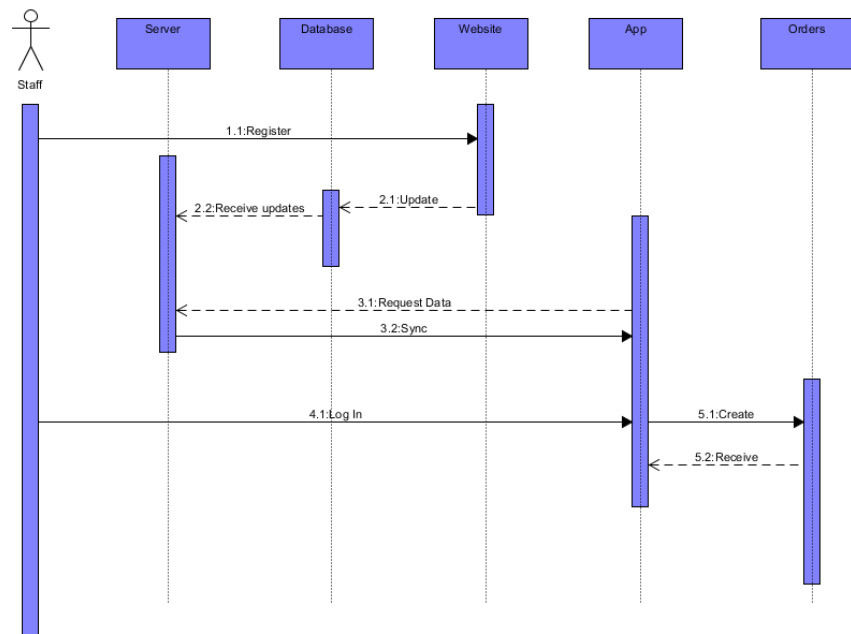 Server
Database
Website
App
Orders
Staff
1.1:Register
2.1:Update
2.2:Receive updates
3.1:Request Data
3.2:Sync
4.1:Log In
5.1:Create
5.2:Receive